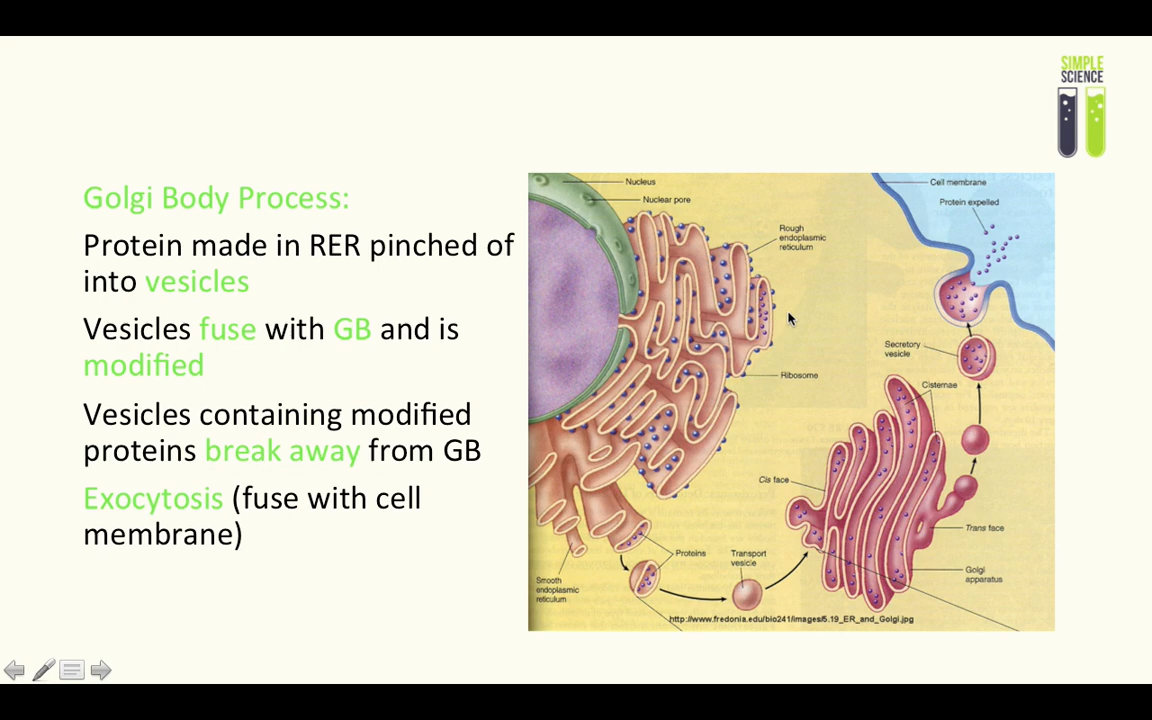 SIMPLE
SCIENCE
Golgi Body Process:
Protein made in RER pinched of
into vesicles
Vesicles fuse with GB and is
modified
Vesicles containing modified
proteins break away from GB
Exocytosis (fuse with cell
membrane)
Nucleus
Nuclear pore
Rough
endoplasmic
reticulum
Cell membrane
Protein expelled
Ribosome
Secretory
vesicle
Cisternae
Cis face
Trans face
Golgi
apparatus
Proteins
Transport
vesicle
Smooth
endoplasmic
reticulum
http://www.fredonia.edu/bio241/images/5.19_ER_and_Golgi.jpg